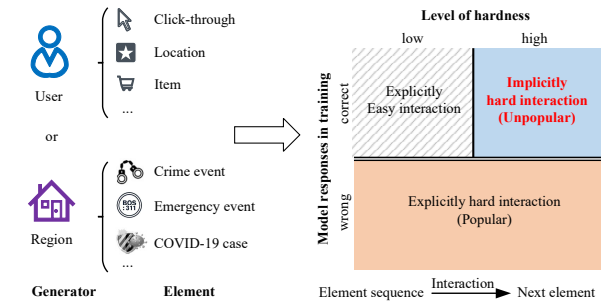 Click-through
Location
Item
...
User
or
Crime event
BOS
:311
Emergency event
COVID-19 case
...
Region
Generator
Element
Level of hardness
low
high
Model responses in training
correct
wrong
Explicitly
Easy interaction
Implicitly
hard interaction
(Unpopular)
Explicitly hard interaction
(Popular)
Element sequence
Interaction
Next element